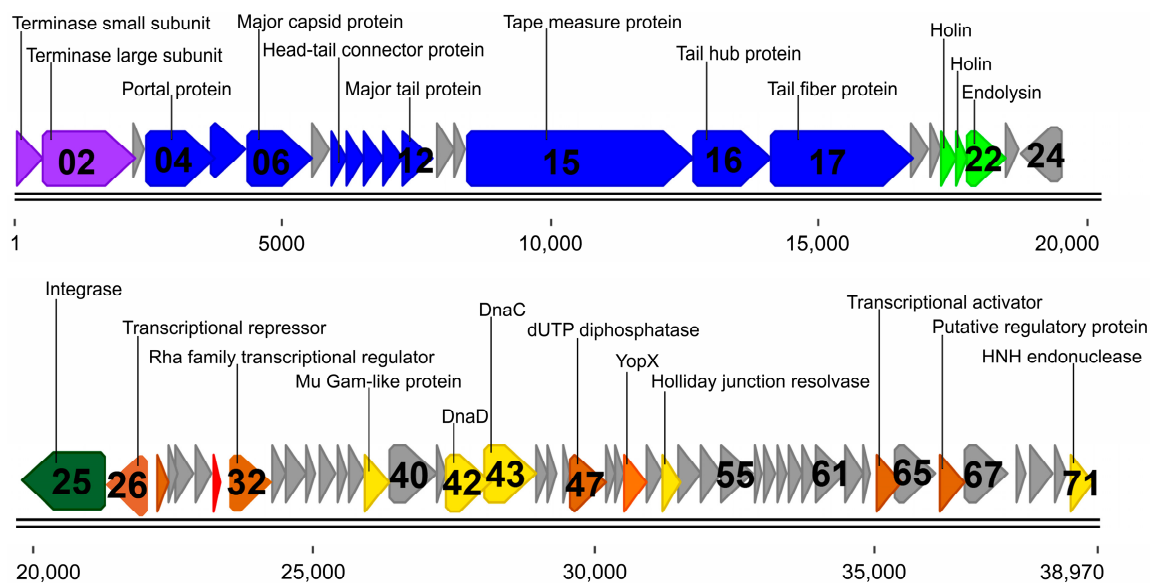 Terminase small subunit
Major capsid protein
Tape measure protein
Holin
Terminase large subunit
Head-tail connector protein
Tail hub protein
Holin
Portal protein
Major tail protein
Tail fiber protein
Endolysin
02 04 06 12 15 16 17 22 24
1 5000 10,000 15,000 20,000
Integrase
DnaC
Transcriptional activator
Transcriptional repressor
dUTP diphosphatase
Putative regulatory protein
Rha family transcriptional regulator
YopX
HNH endonuclease
Mu Gam-like protein
Holliday junction resolvase
DnaD
25 26 32 40 42 43 47 55 61 65 67 71
20,000 25,000 30,000 35,000 38,970